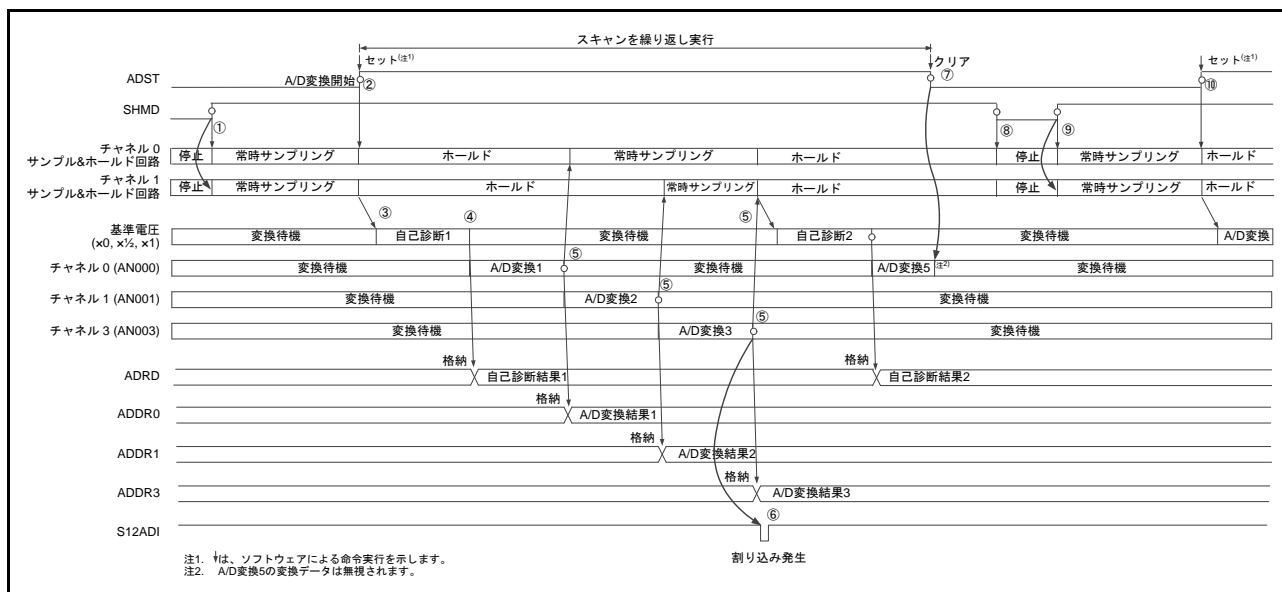 スキャンを繰り返し実行
セット(注1)
クリア
セット(注1)
ADST
A/D変換開始
②
⑦
⑩
SHMD
①
⑧
⑨
チャネル 0
サンプル&ホールド回路
停止
常時サンプリング
ホールド
常時サンプリング
ホールド
停止
常時サンプリング
ホールド
チャネル 1
サンプル&ホールド回路
停止
常時サンプリング
ホールド
常時サンプリング
ホールド
停止
常時サンプリング
ホールド
③
④
⑤
基準電圧
(×0, ×½, ×1)
変換待機
自己診断1
変換待機
自己診断2
変換待機
A/D変換
⑤
チャネル 0 (AN000)
変換待機
A/D変換1
変換待機
A/D変換5
注2)
変換待機
⑤
チャネル 1 (AN001)
変換待機
A/D変換2
変換待機
⑤
チャネル 3 (AN003)
変換待機
A/D変換3
変換待機
ADRD
格納
自己診断結果1
格納
自己診断結果2
ADDR0
格納
A/D変換結果1
ADDR1
格納
A/D変換結果2
ADDR3
格納
A/D変換結果3
S12ADI
⑥
割り込み発生
注1. は、ソフトウェアによる命令実行を示します。
注2. A/D変換5の変換データは無視されます。